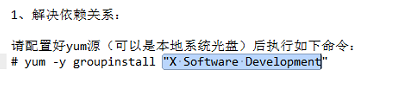 1、解决依赖关系：
请配置好yum源（可以是本地系统光盘）后执行如下命令：
# yum -y groupinstall "X Software Development"